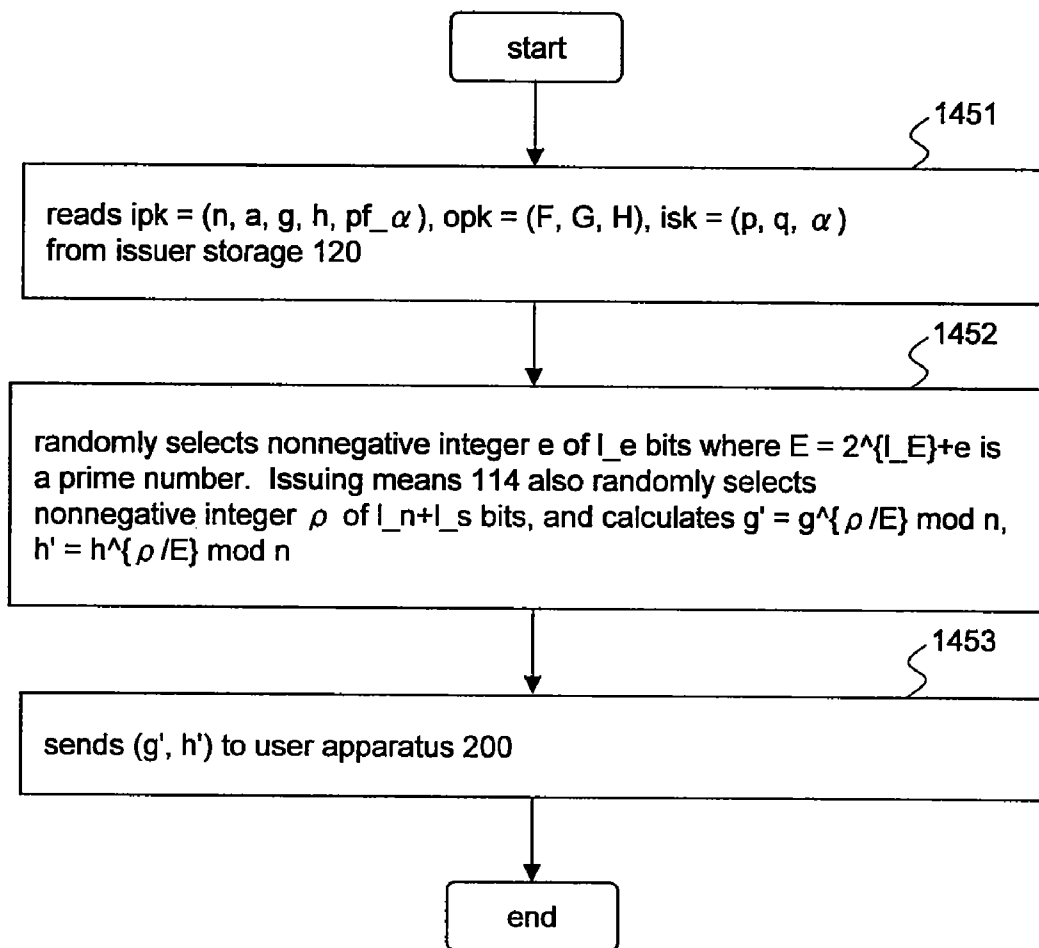 start
1451
reads ipk = (n, a, g, h, pf_α), opk = (F, G, H), isk = (p, q, α)
from issuer storage 120
1452
randomly selects nonnegative integer e of l_e bits where E = 2^{l_E}+e is
a prime number.  Issuing means 114 also randomly selects
nonnegative integer ρ of l_n+l_s bits, and calculates g' = g^{ρ/E} mod n,
h' = h^{ρ/E} mod n
1453
sends (g', h') to user apparatus 200
end